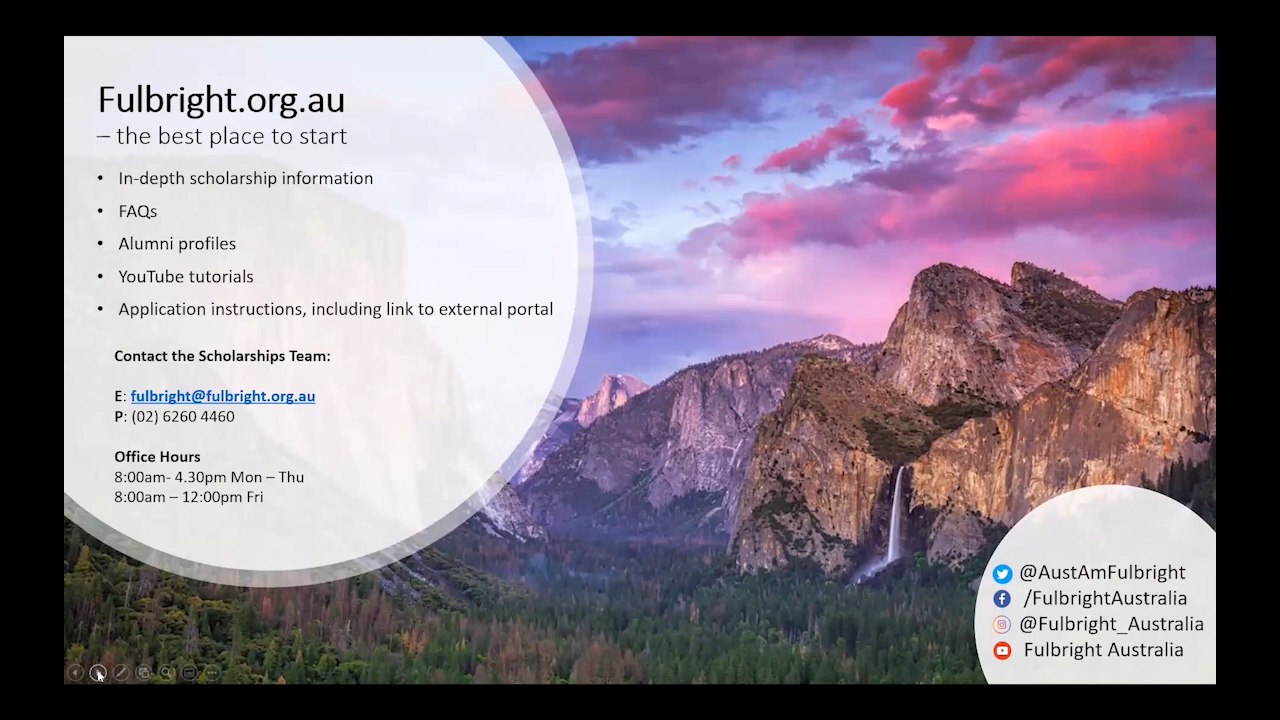 Fulbright.org.au
– the best place to start
• In-depth scholarship information
• FAQs
• Alumni profiles
• YouTube tutorials
• Application instructions, including link to external portal
Contact the Scholarships Team:
E: fulbright@fulbright.org.au
P: (02) 6260 4460
Office Hours
8:00am- 4.30pm Mon – Thu
8:00am – 12:00pm Fri
@AustAmFulbright
/FulbrightAustralia
@Fulbright_Australia
Fulbright Australia